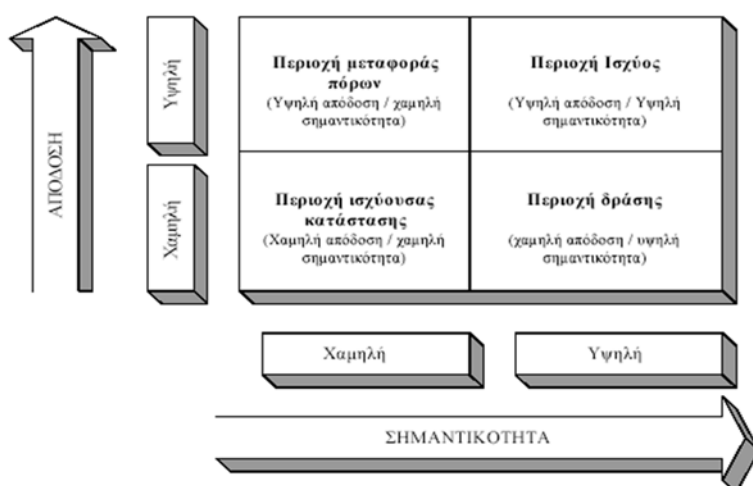 ΑΠΟΔΟΣΗ
Υψηλή
Περιοχή μεταφοράς
πόρων
(Υψηλή απόδοση / χαμηλή
σημαντικότητα)
Περιοχή Ισχύος
(Υψηλή απόδοση / Υψηλή
σημαντικότητα)
Χαμηλή
Περιοχή ισχύουσας
κατάστασης
(Χαμηλή απόδοση / χαμηλή
σημαντικότητα)
Περιοχή δράσης
(χαμηλή απόδοση / υψηλή
σημαντικότητα)
Χαμηλή
Υψηλή
ΣΗΜΑΝΤΙΚΟΤΗΤΑ